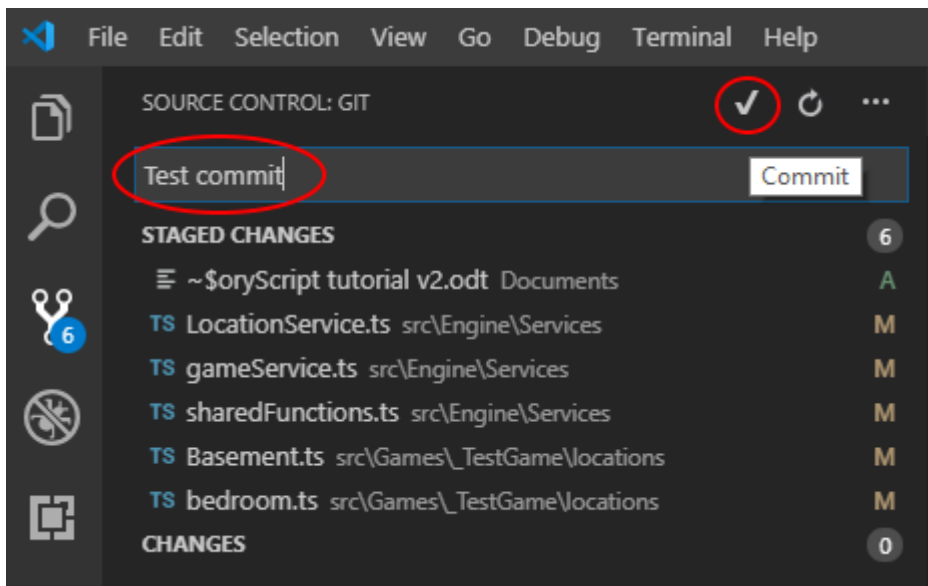 File Edit Selection View Go Debug Terminal Help
SOURCE CONTROL: GIT
Test commit
Commit
STAGED CHANGES 6
~$oryScript tutorial v2.odt Documents A
TS LocationService.ts src\Engine\Services M
6
TS gameService.ts src\Engine\Services M
TS sharedFunctions.ts src\Engine\Services M
TS Basement.ts src\Games\_TestGame\locations M
TS bedroom.ts src\Games\_TestGame\locations M
CHANGES 0